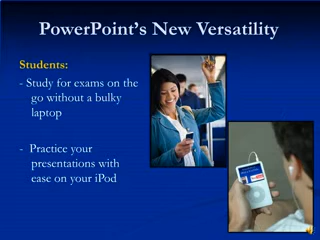 PowerPoint's New Versatility
Students:
- Study for exams on the
go without a bulky
laptop
- Practice your
presentations with
ease on your iPod